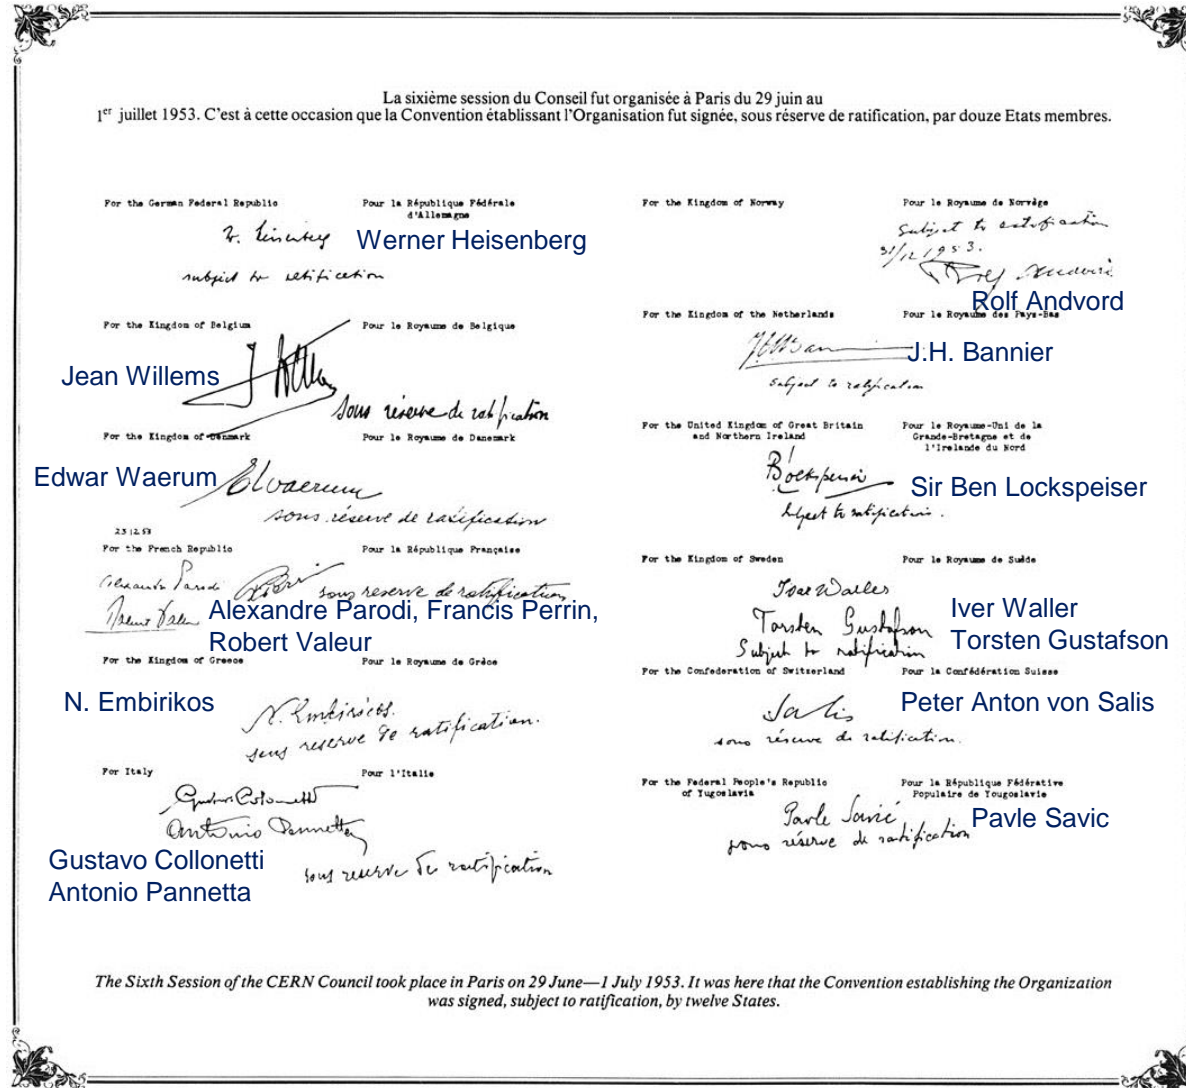 La sixième session du Conseil fut organisée à Paris du 29 juin au
1er juillet 1953. C'est à cette occasion que la Convention établissant l'Organisation fut signée, sous réserve de ratification, par douze Etats membres.
For the German Federal Republic
Pour la République Fédérale
d'Allemagne
Werner Heisenberg
subject to ratification
For the Kingdom of Belgium
Pour le Royaume de Belgique
Jean Willems
J Willems
sous réserve de ratification
For the Kingdom of Denmark
Pour le Royaume de Danemark
Edwar Waerum
EWaerum
sous réserve de ratification
23 12 53
For the French Republic
Pour la République Française
Alexandre Parodi
sous reserve de ratification
Robert Valeur
Alexandre Parodi, Francis Perrin,
Robert Valeur
For the Kingdom of Greece
Pour le Royaume de Grèce
N. Embirikos
N. Embiricos.
sous reserve de ratification.
For Italy
Pour l'Italie
Gustavo Colonnetti
Antonio Pennetta
Gustavo Collonetti
Antonio Pannetta
sous reserve de ratification
For the Kingdom of Norway
Pour le Royaume de Norvège
Subject to ratification
31/12 1953.
Rolf Andvord
Rolf Andvord
For the Kingdom of the Netherlands
Pour le Royaume des Pays-Bas
JHBannier
J.H. Bannier
subject to ratification
For the United Kingdom of Great Britain
and Northern Ireland
Pour le Royaume-Uni de la
Grande-Bretagne et de
l'Irelande du Nord
B Lockspeiser
Sir Ben Lockspeiser
subject to ratification.
For the Kingdom of Sweden
Pour le Royaume de Suède
Ivar Waller
Torsten Gustafson
Subject to ratification
Iver Waller
Torsten Gustafson
For the Confederation of Switzerland
Pour la Confédération Suisse
Salis
Peter Anton von Salis
sous réserve de ratification.
For the Federal People's Republic
of Yugoslavia
Pour la République Fédérative
Populaire de Yougoslavie
Pavle Savić
Pavle Savic
sous réserve de ratification
The Sixth Session of the CERN Council took place in Paris on 29 June—1 July 1953. It was here that the Convention establishing the Organization
was signed, subject to ratification, by twelve States.